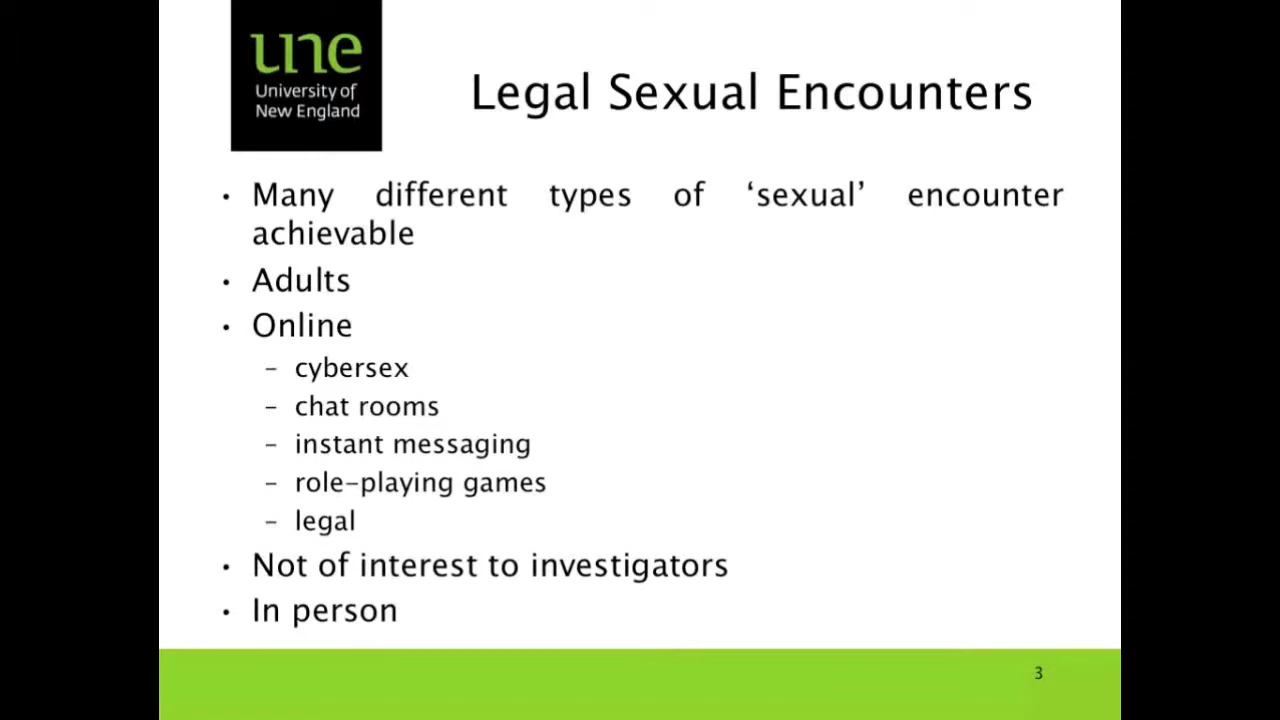 une
University of
New England
Legal Sexual Encounters
• Many different types of ‘sexual’ encounter
achievable
• Adults
• Online
– cybersex
– chat rooms
– instant messaging
– role-playing games
– legal
• Not of interest to investigators
• In person
3